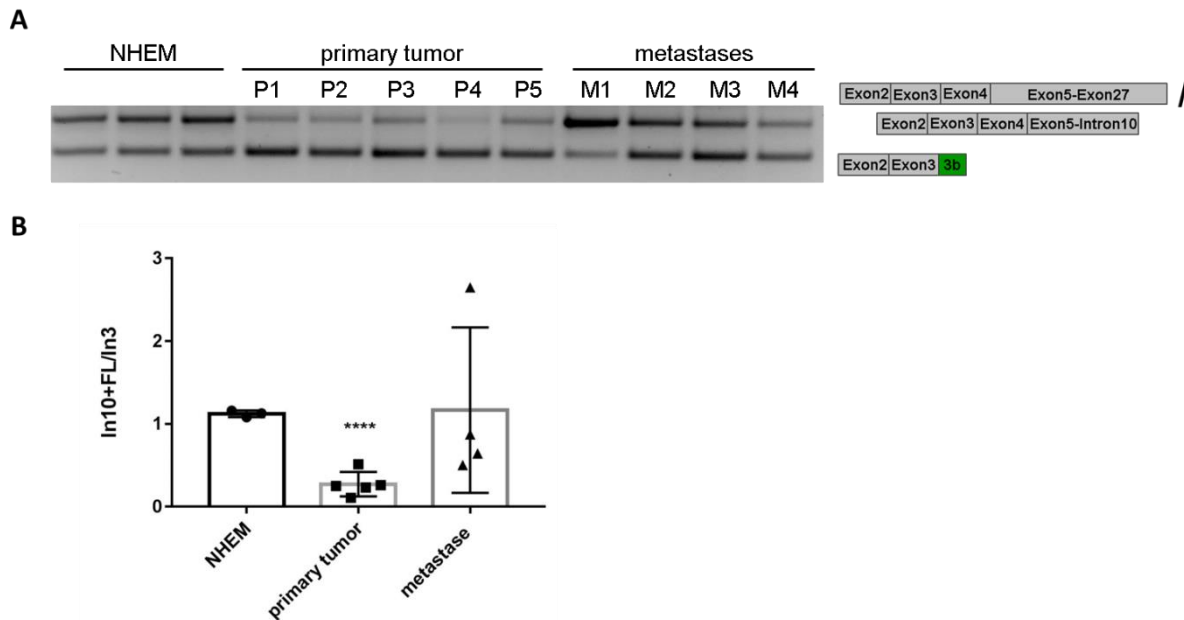 A
NHEM primary tumor metastases
P1 P2 P3 P4 P5 M1 M2 M3 M4
Exon2 Exon3 Exon4 Exon5-Exon27 /
Exon2 Exon3 Exon4 Exon5-Intron10
Exon2 Exon3 3b
B
In10+FL/In3
3
2
1
0
****
NHEM
primary tumor
metastase